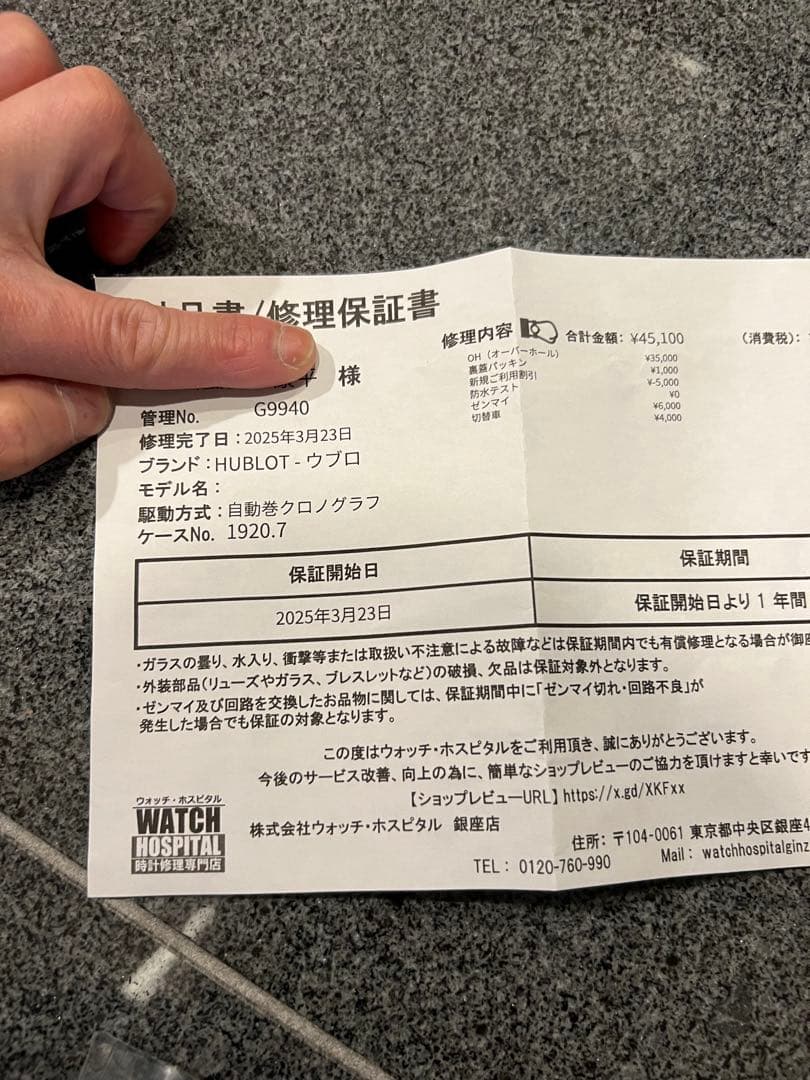 書/修理保証書
平 様
管理No. G9940
修理完了日：2025年3月23日
ブランド：HUBLOT - ウブロ
モデル名：
駆動方式：自動巻クロノグラフ
ケースNo. 1920.7
修理内容 合計金額： ¥45,100 (消費税)：
OH（オーバーホール） ¥35,000
裏蓋パッキン ¥1,000
新規ご利用割引 ¥-5,000
防水テスト ¥0
ゼンマイ ¥6,000
切替車 ¥4,000
保証開始日 保証期間
2025年3月23日 保証開始日より 1 年間
・ガラスの曇り、水入り、衝撃等または取扱い不注意による故障などは保証期間内でも有償修理となる場合が御座
・外装部品(リューズやガラス、ブレスレットなど)の破損、欠品は保証対象外となります。
・ゼンマイ及び回路を交換したお品物に関しては、保証期間中に「ゼンマイ切れ・回路不良」が
発生した場合でも保証の対象となります。
この度はウォッチ・ホスピタルをご利用頂き、誠にありがとうございます。
今後のサービス改善、向上の為に、簡単なショップレビューのご協力を頂けますと幸いです
【ショップレビューURL】https://x.gd/XKFxx
ウォッチ・ホスピタル
WATCH
HOSPITAL
時計修理専門店
株式会社ウォッチ・ホスピタル 銀座店
住所： 〒104-0061 東京都中央区銀座4
TEL： 0120-760-990 Mail： watchhospitalginz